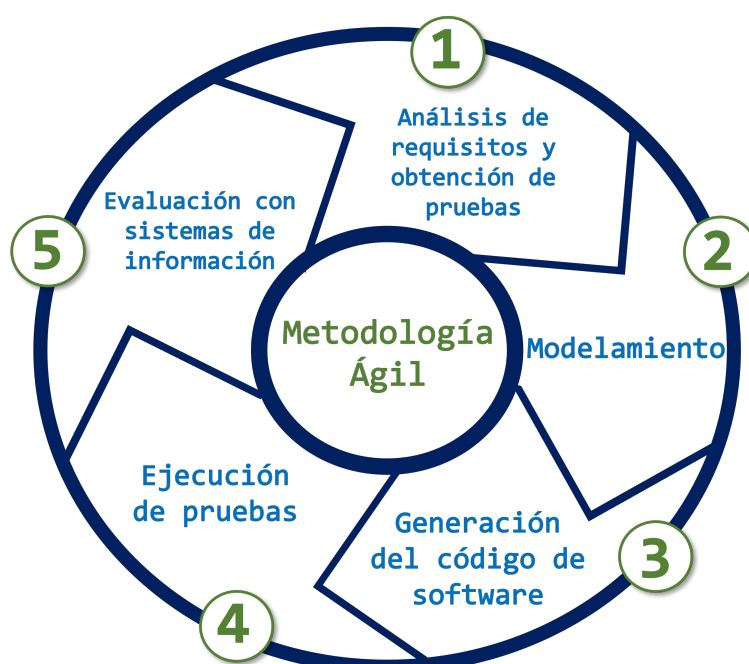 1
Análisis de
requisitos y
obtención de
pruebas
2
Modelamiento
3
Generación
del código de
software
4
Ejecución
de pruebas
5
Evaluación con
sistemas de
información
Metodología
Ágil